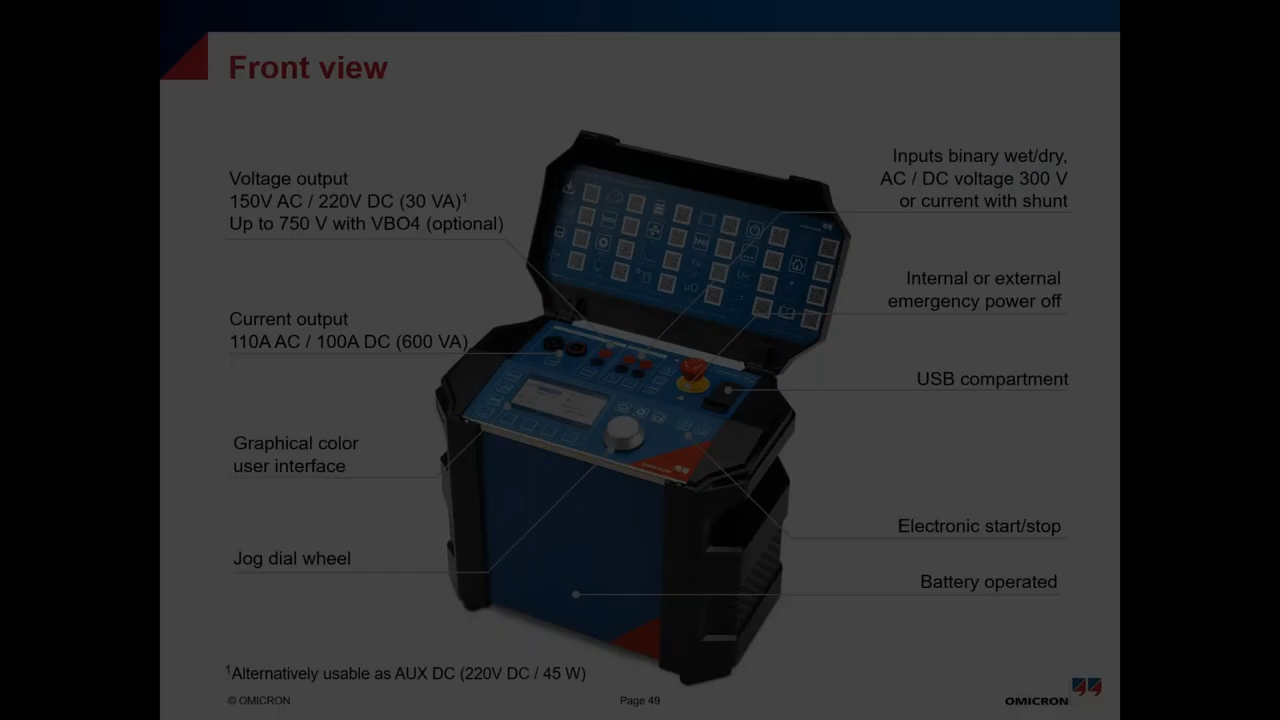 Front view
Voltage output
150V AC / 220V DC (30 VA)¹
Up to 750 V with VBO4 (optional)
Current output
110A AC / 100A DC (600 VA)
Graphical color
user interface
Jog dial wheel
Inputs binary wet/dry,
AC / DC voltage 300 V
or current with shunt
Internal or external
emergency power off
USB compartment
Electronic start/stop
Battery operated
¹Alternatively usable as AUX DC (220V DC / 45 W)
© OMICRON
Page 49
OMICRON